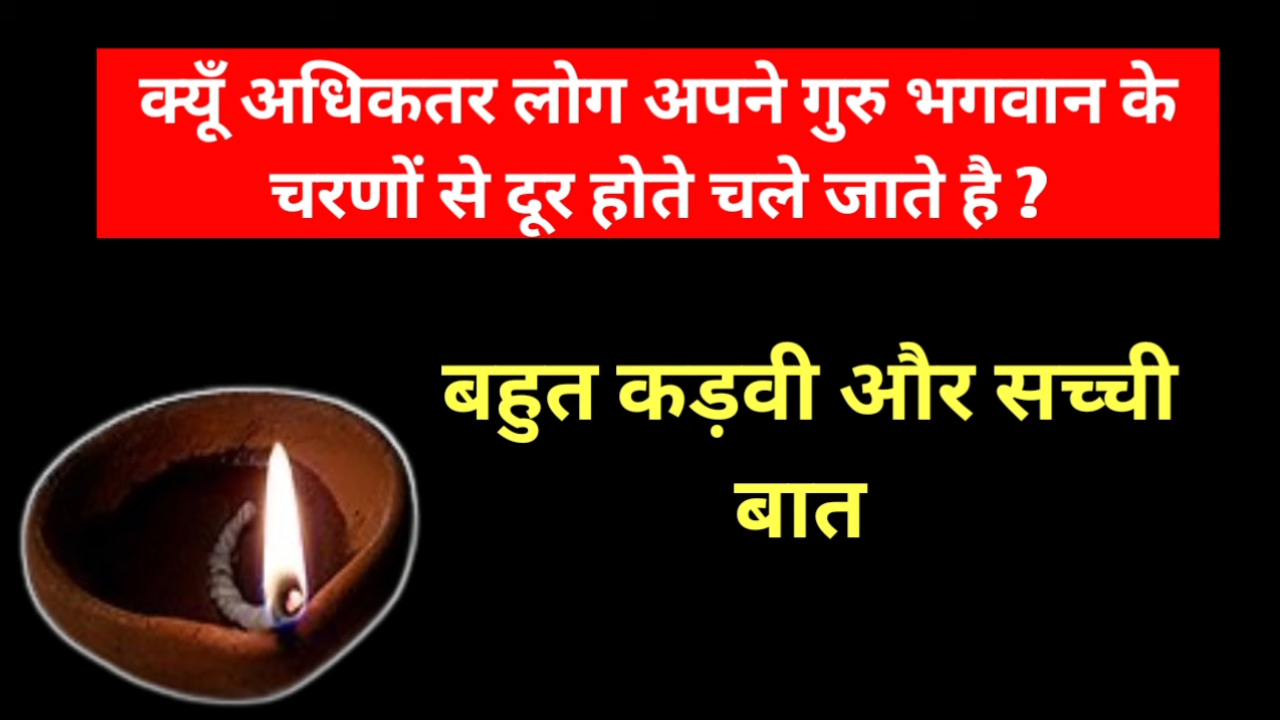 क्यूँ अधिकतर लोग अपने गुरु भगवान के
चरणों से दूर होते चले जाते है ?
बहुत कड़वी और सच्ची
बात